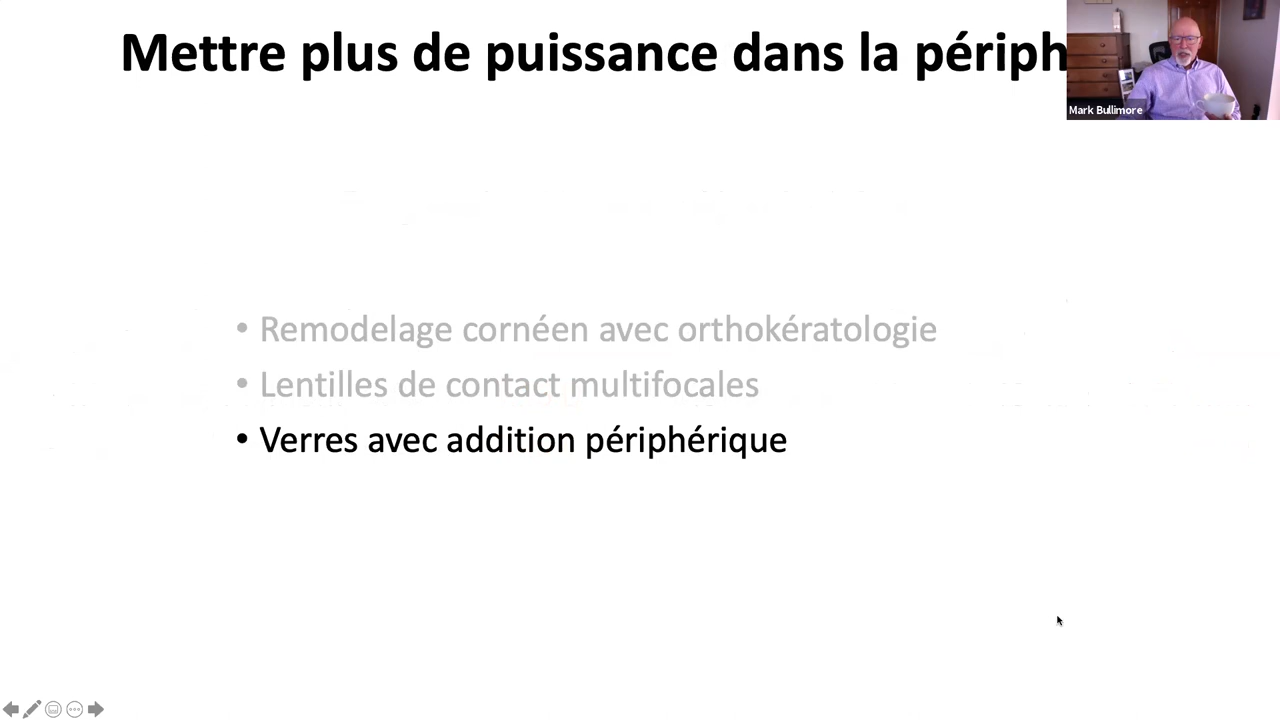 Mettre plus de puissance dans la périph
Mark Bullimore
• Remodelage cornéen avec orthokératologie
• Lentilles de contact multifocales
• Verres avec addition périphérique